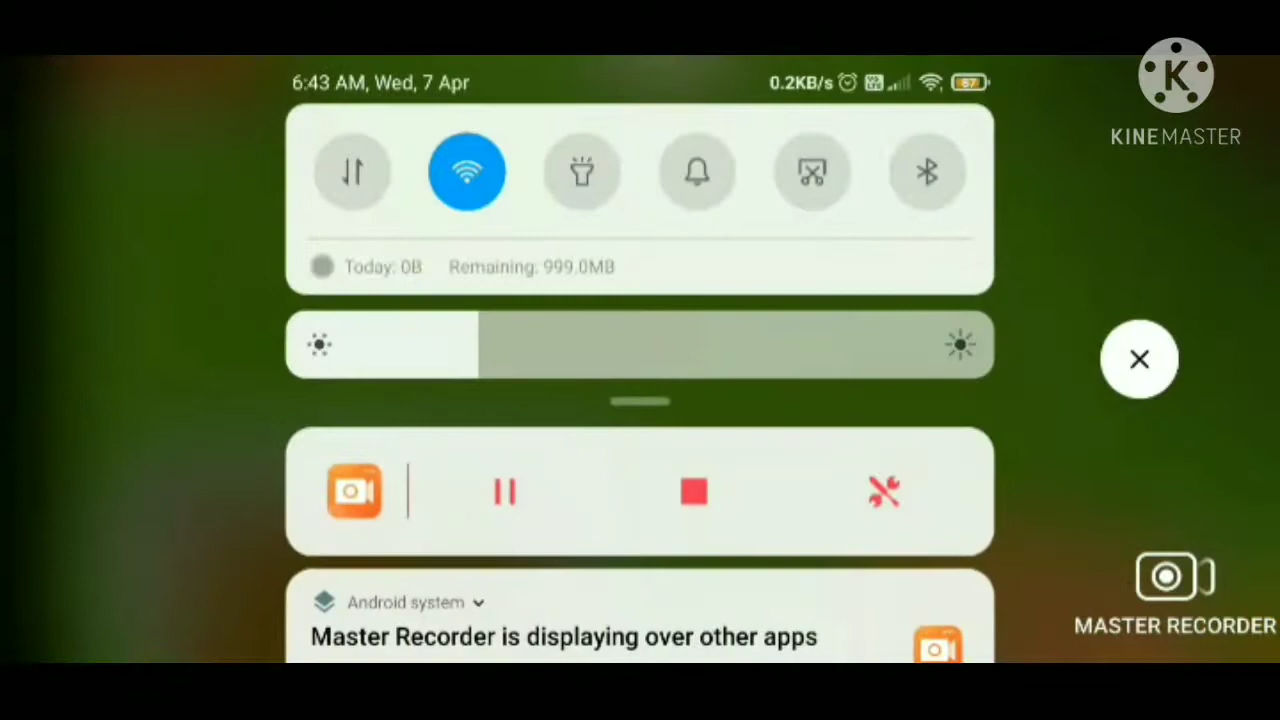 6:43 AM, Wed, 7 Apr
0.2KB/s
67
K
KINEMASTER
Today: 0B Remaining: 999.0MB
Android system
Master Recorder is displaying over other apps
MASTER RECORDER